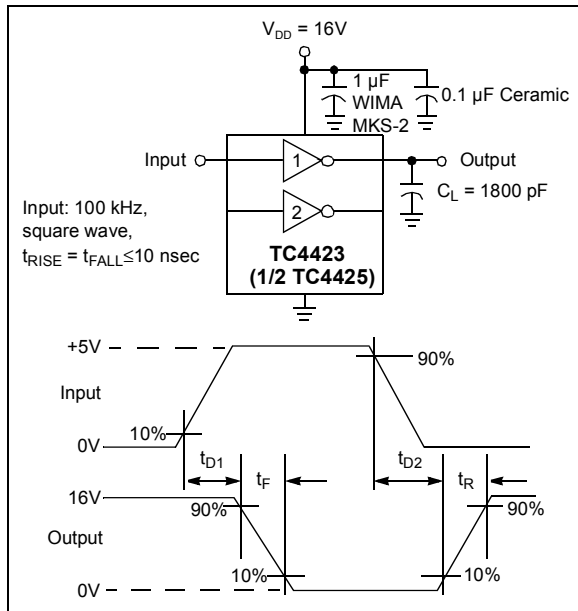 V_DD = 16V
1 µF
WIMA
MKS-2
0.1 µF Ceramic
Input
1
Output
C_L = 1800 pF
2
Input: 100 kHz,
square wave,
t_RISE = t_FALL≤10 nsec
TC4423
(1/2 TC4425)
+5V
90%
Input
10%
0V
t_D1
t_F
t_D2
t_R
16V
90%
90%
Output
10%
10%
0V